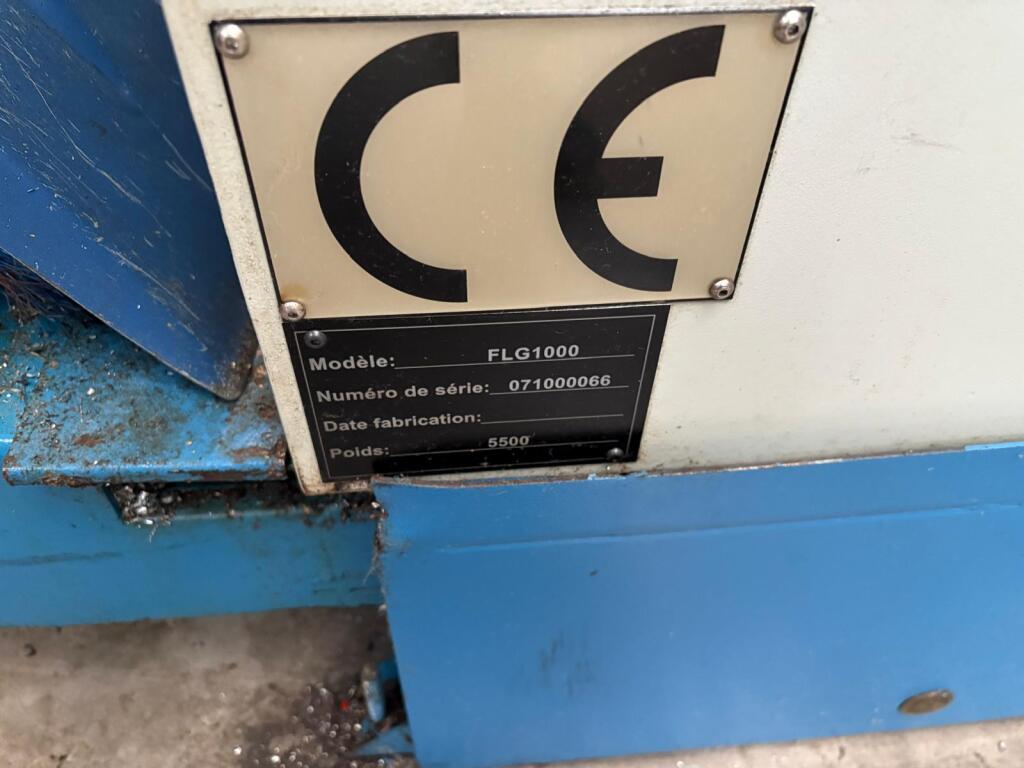 CE
Modèle: FLG1000
Numéro de série: 071000066
Date fabrication:
Poids: 5500